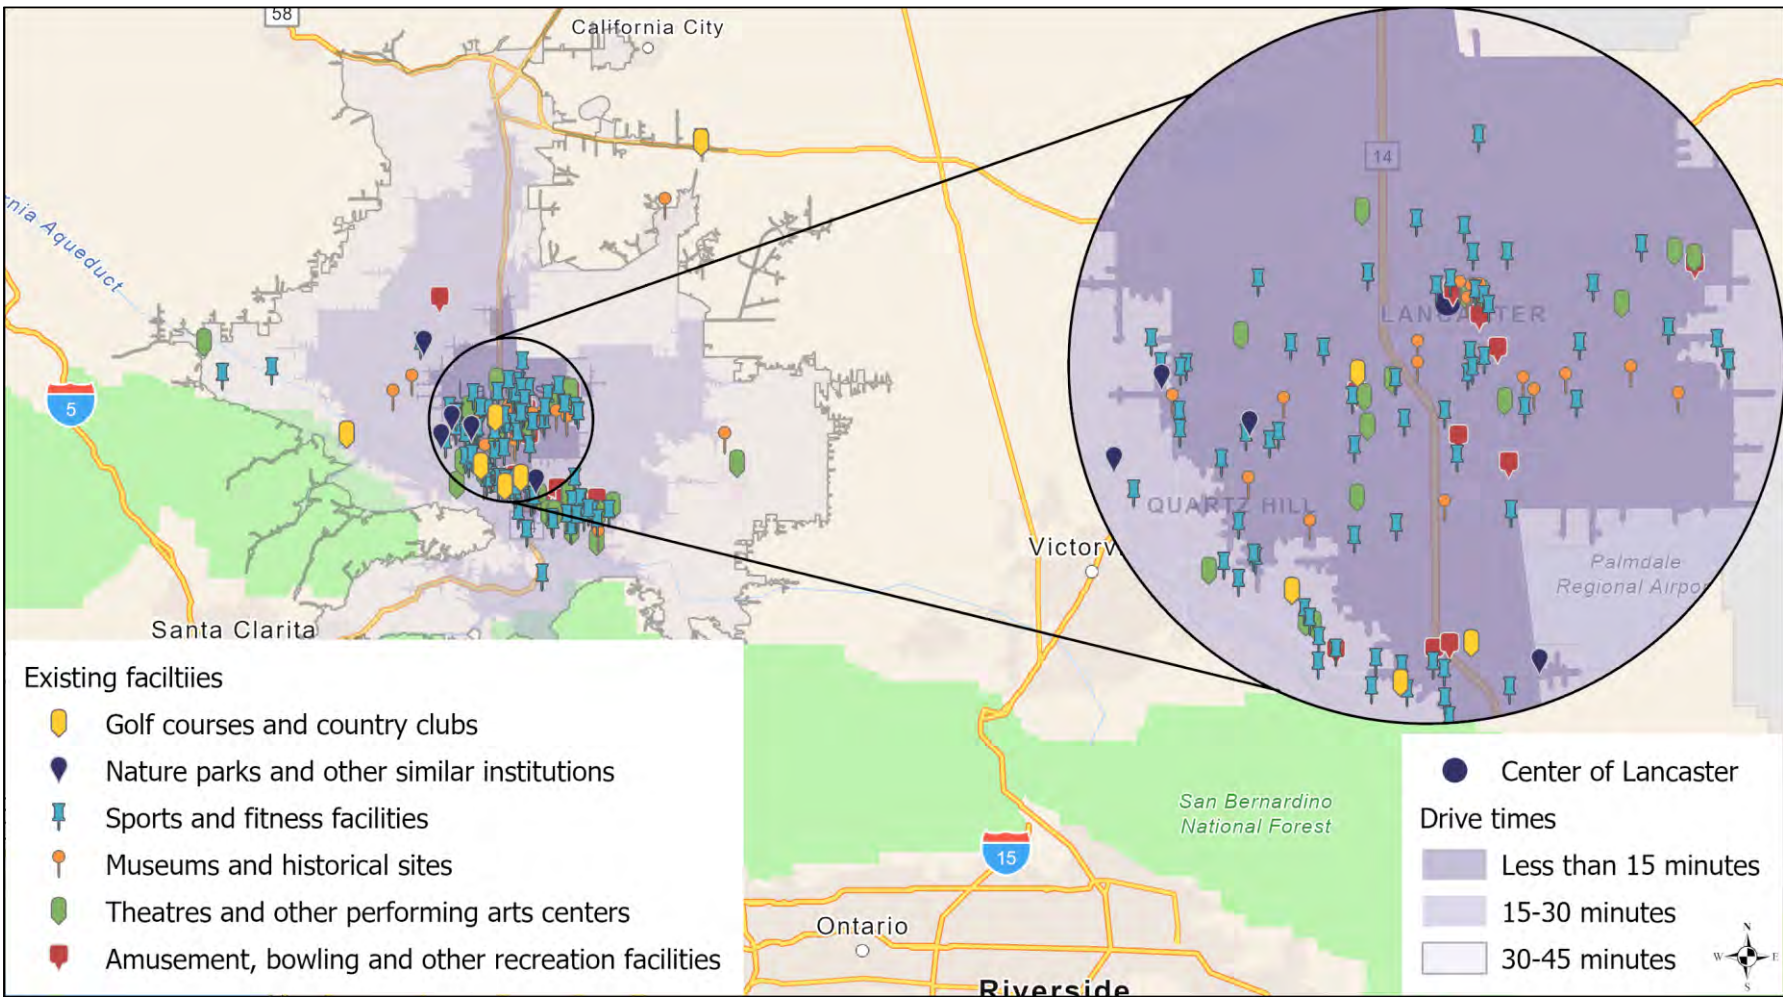 58
California City
rnia Aqueduct
14
LANCASTER
5
QUARTZ HILL
Palmdale
Regional Airpor
Victorv
Santa Clarita
Existing faciltiies
Golf courses and country clubs
Nature parks and other similar institutions
Sports and fitness facilities
Museums and historical sites
Theatres and other performing arts centers
Amusement, bowling and other recreation facilities
San Bernardino
National Forest
15
Ontario
Riverside
Center of Lancaster
Drive times
Less than 15 minutes
15-30 minutes
30-45 minutes
N
W E
S